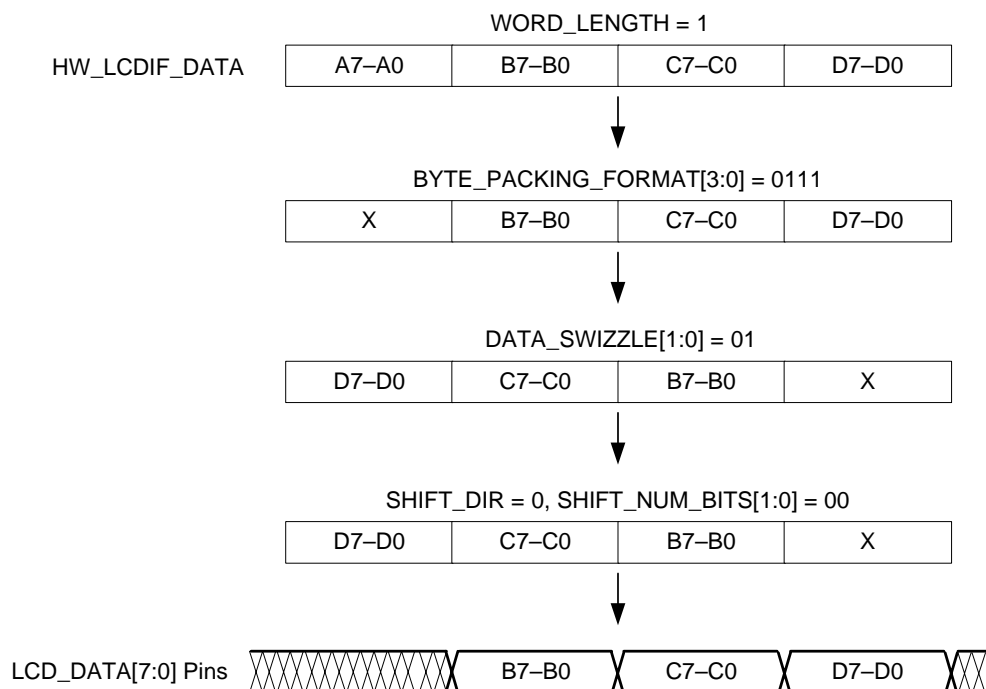 WORD_LENGTH = 1
HW_LCDIF_DATA A7–A0 B7–B0 C7–C0 D7–D0
BYTE_PACKING_FORMAT[3:0] = 0111
X B7–B0 C7–C0 D7–D0
DATA_SWIZZLE[1:0] = 01
D7–D0 C7–C0 B7–B0 X
SHIFT_DIR = 0, SHIFT_NUM_BITS[1:0] = 00
D7–D0 C7–C0 B7–B0 X
LCD_DATA[7:0] Pins B7–B0 C7–C0 D7–D0